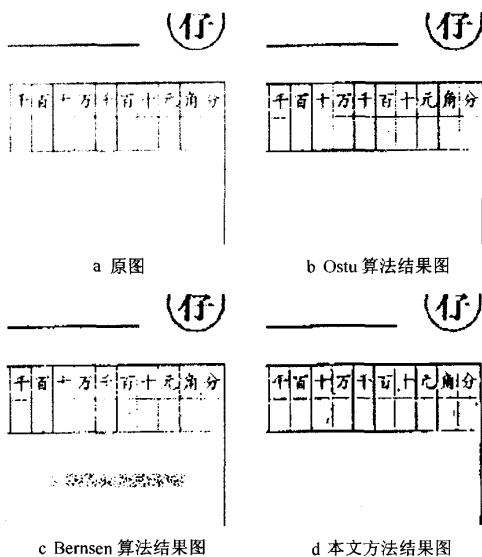 仔 仔
千百十万千百十元角分 千百十万千百十元角分
a 原图 b Ostu 算法结果图
仔 仔
千百十万千百十元角分 千百十万千百十元角分
c Bernsen 算法结果图 d 本文方法结果图